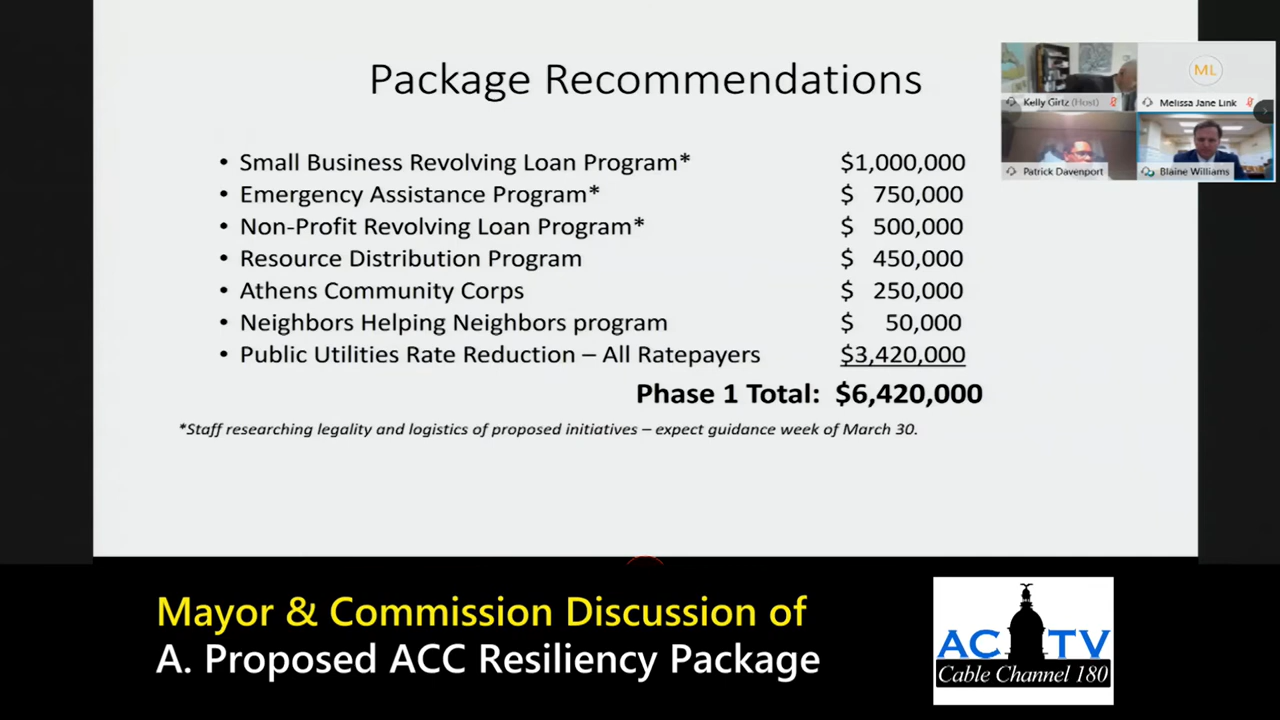 Package Recommendations
• Small Business Revolving Loan Program* $1,000,000
• Emergency Assistance Program* $ 750,000
• Non-Profit Revolving Loan Program* $ 500,000
• Resource Distribution Program $ 450,000
• Athens Community Corps $ 250,000
• Neighbors Helping Neighbors program $ 50,000
• Public Utilities Rate Reduction – All Ratepayers $3,420,000
Phase 1 Total: $6,420,000
*Staff researching legality and logistics of proposed initiatives – expect guidance week of March 30.
ML
Kelly Girtz (Host)
Melissa Jane Link
Patrick Davenport
Blaine Williams
Mayor & Commission Discussion of
A. Proposed ACC Resiliency Package
ACTV
Cable Channel 180